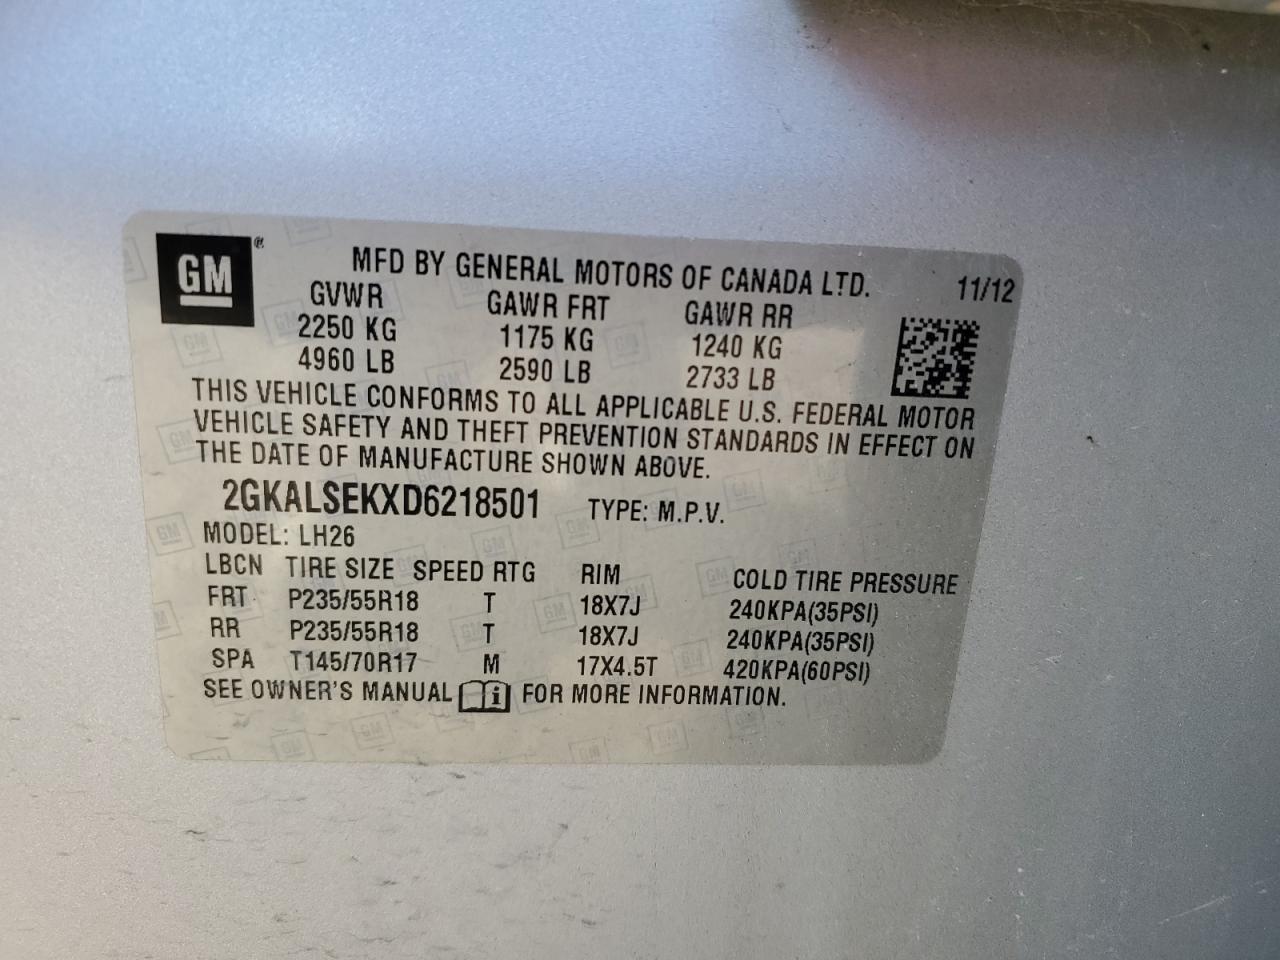 GM®
MFD BY GENERAL MOTORS OF CANADA LTD. 11/12
GVWR GAWR FRT GAWR RR
2250 KG 1175 KG 1240 KG
4960 LB 2590 LB 2733 LB
THIS VEHICLE CONFORMS TO ALL APPLICABLE U.S. FEDERAL MOTOR
VEHICLE SAFETY AND THEFT PREVENTION STANDARDS IN EFFECT ON
THE DATE OF MANUFACTURE SHOWN ABOVE.
2GKALSEKXD6218501 TYPE: M.P.V.
MODEL: LH26
LBCN TIRE SIZE SPEED RTG RIM COLD TIRE PRESSURE
FRT P235/55R18 T 18X7J 240KPA(35PSI)
RR P235/55R18 T 18X7J 240KPA(35PSI)
SPA T145/70R17 M 17X4.5T 420KPA(60PSI)
SEE OWNER'S MANUAL i FOR MORE INFORMATION.